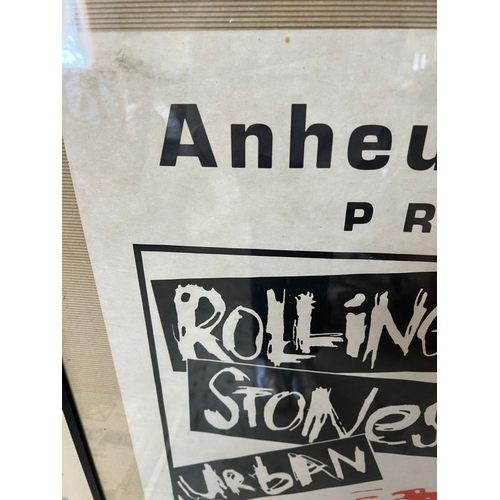 Anheu
PR
ROLLiNG
STONES
URbAN